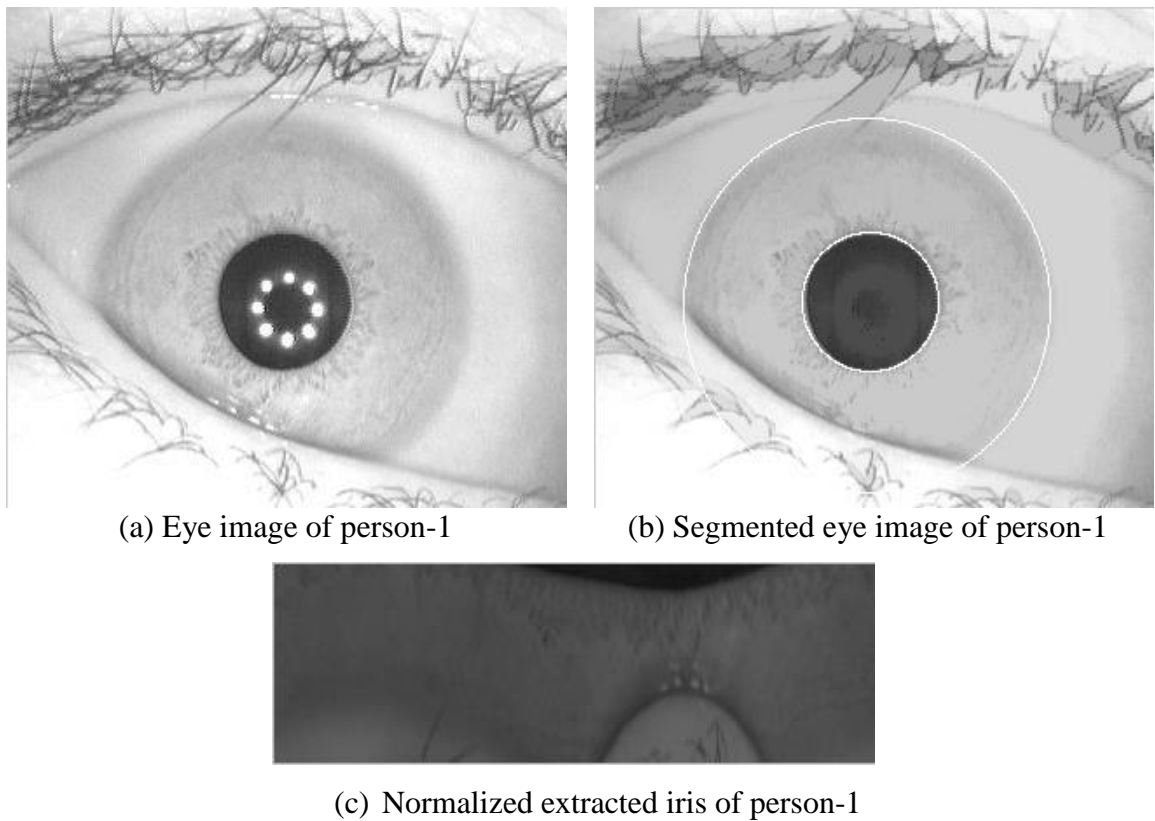 (a) Eye image of person-1
(b) Segmented eye image of person-1
(c) Normalized extracted iris of person-1